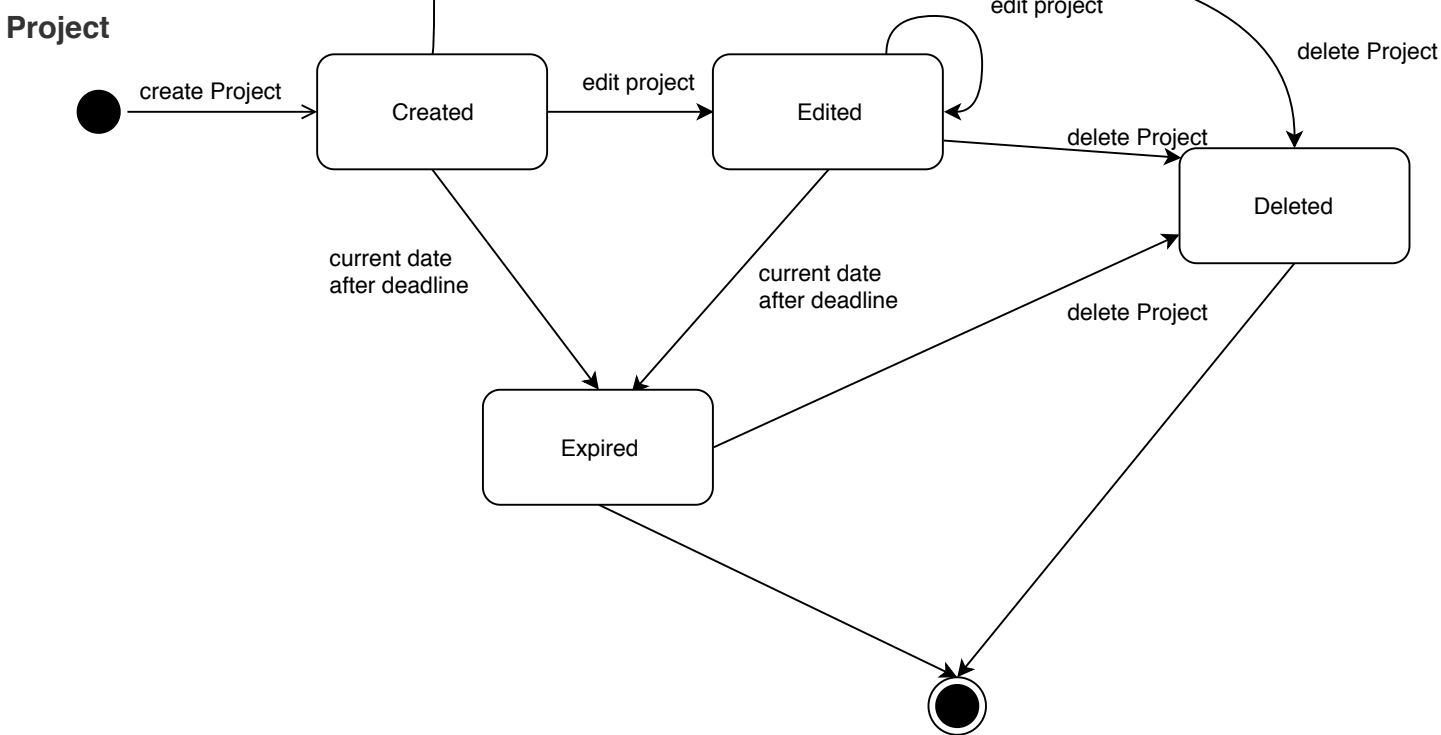 edit project
Project
delete Project
create Project
edit project
Created
Edited
delete Project
Deleted
current date
after deadline
current date
after deadline
delete Project
Expired